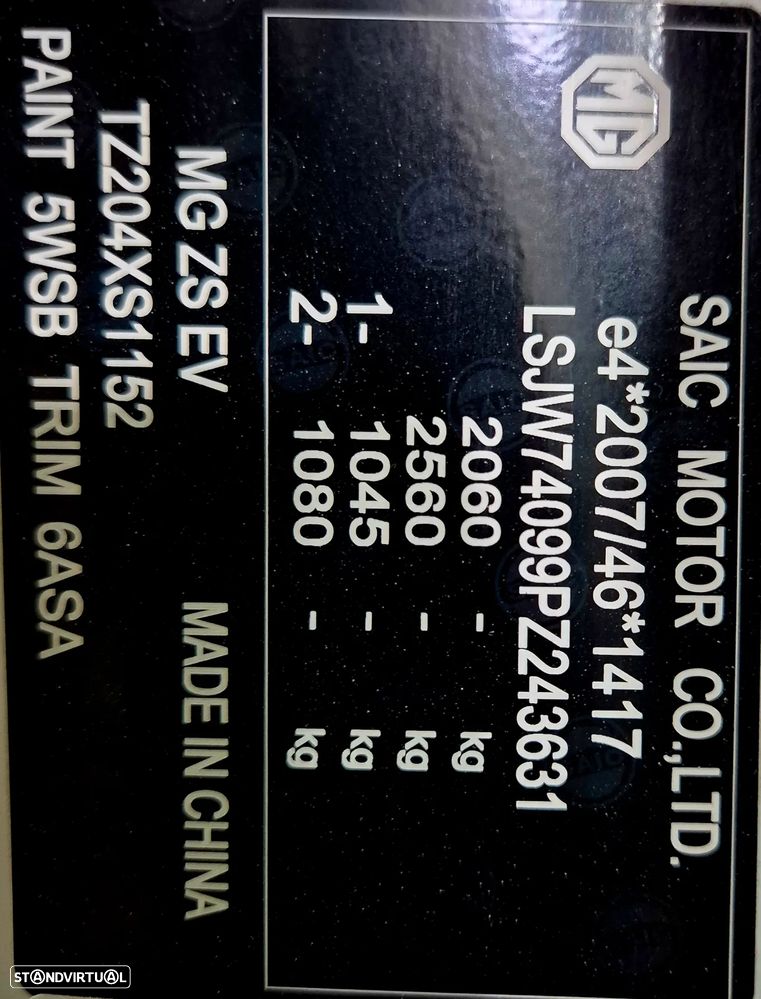 MG
SAIC MOTOR CO.,LTD.
e4*2007/46*1417
LSJW74099PZ243631
2060 - kg
2560 - kg
1- 1045 - kg
2- 1080 - kg
MG ZS EV MADE IN CHINA
TZ204XS1152
PAINT 5WSB TRIM 6ASA
STANDVIRTUAL